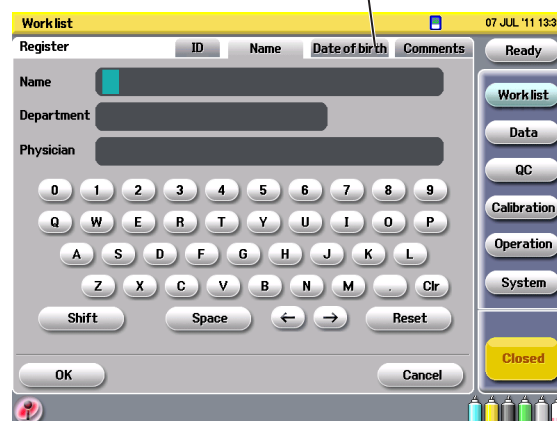 Work list 07 JUL '11 13:3
Register ID Name Date of birth Comments Ready
Name
Work list
Department
Data
Physician
QC
0 1 2 3 4 5 6 7 8 9
Calibration
Q W E R T Y U I O P
Operation
A S D F G H J K L
System
Z X C V B N M . Clr
Shift Space ← → Reset
Closed
OK Cancel